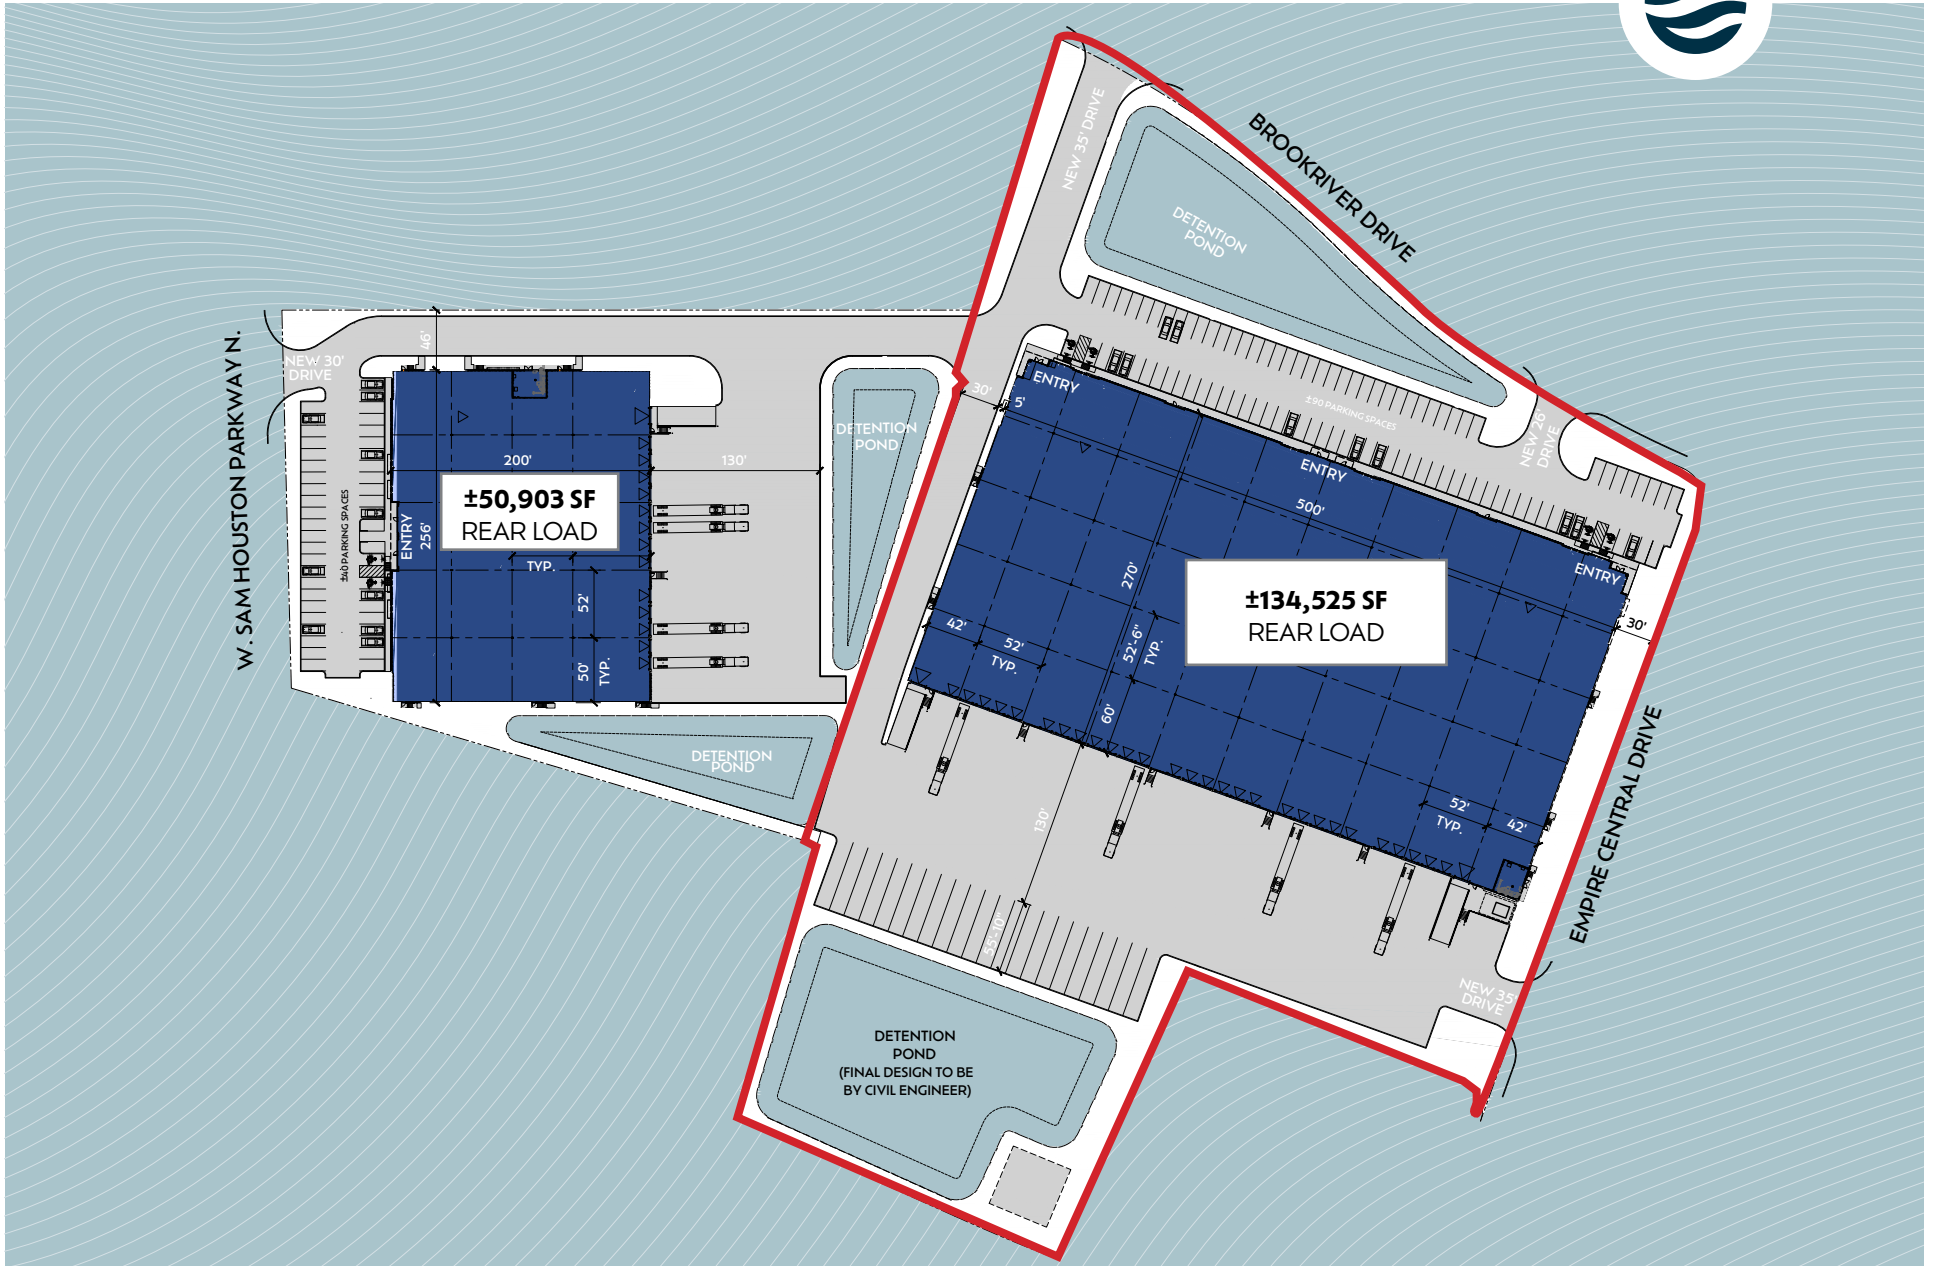 BROOKRIVER DRIVE
NEW 35' DRIVE
DETENTION
POND
W. SAM HOUSTON PARKWAY N.
NEW 30'
DRIVE
46'
ENTRY
30'
5'
±90 PARKING SPACES
NEW 26'
DRIVE
DETENTION
POND
200'
130'
±50,903 SF
REAR LOAD
ENTRY
256'
±40 PARKING SPACES
TYP.
52'
50'
TYP.
ENTRY
500'
270'
ENTRY
±134,525 SF
REAR LOAD
30'
42'
52'
TYP.
52'-6"
TYP.
60'
DETENTION
POND
130'
52'
TYP.
42'
EMPIRE CENTRAL DRIVE
55'-10"
NEW 35'
DRIVE
DETENTION
POND
(FINAL DESIGN TO BE
BY CIVIL ENGINEER)